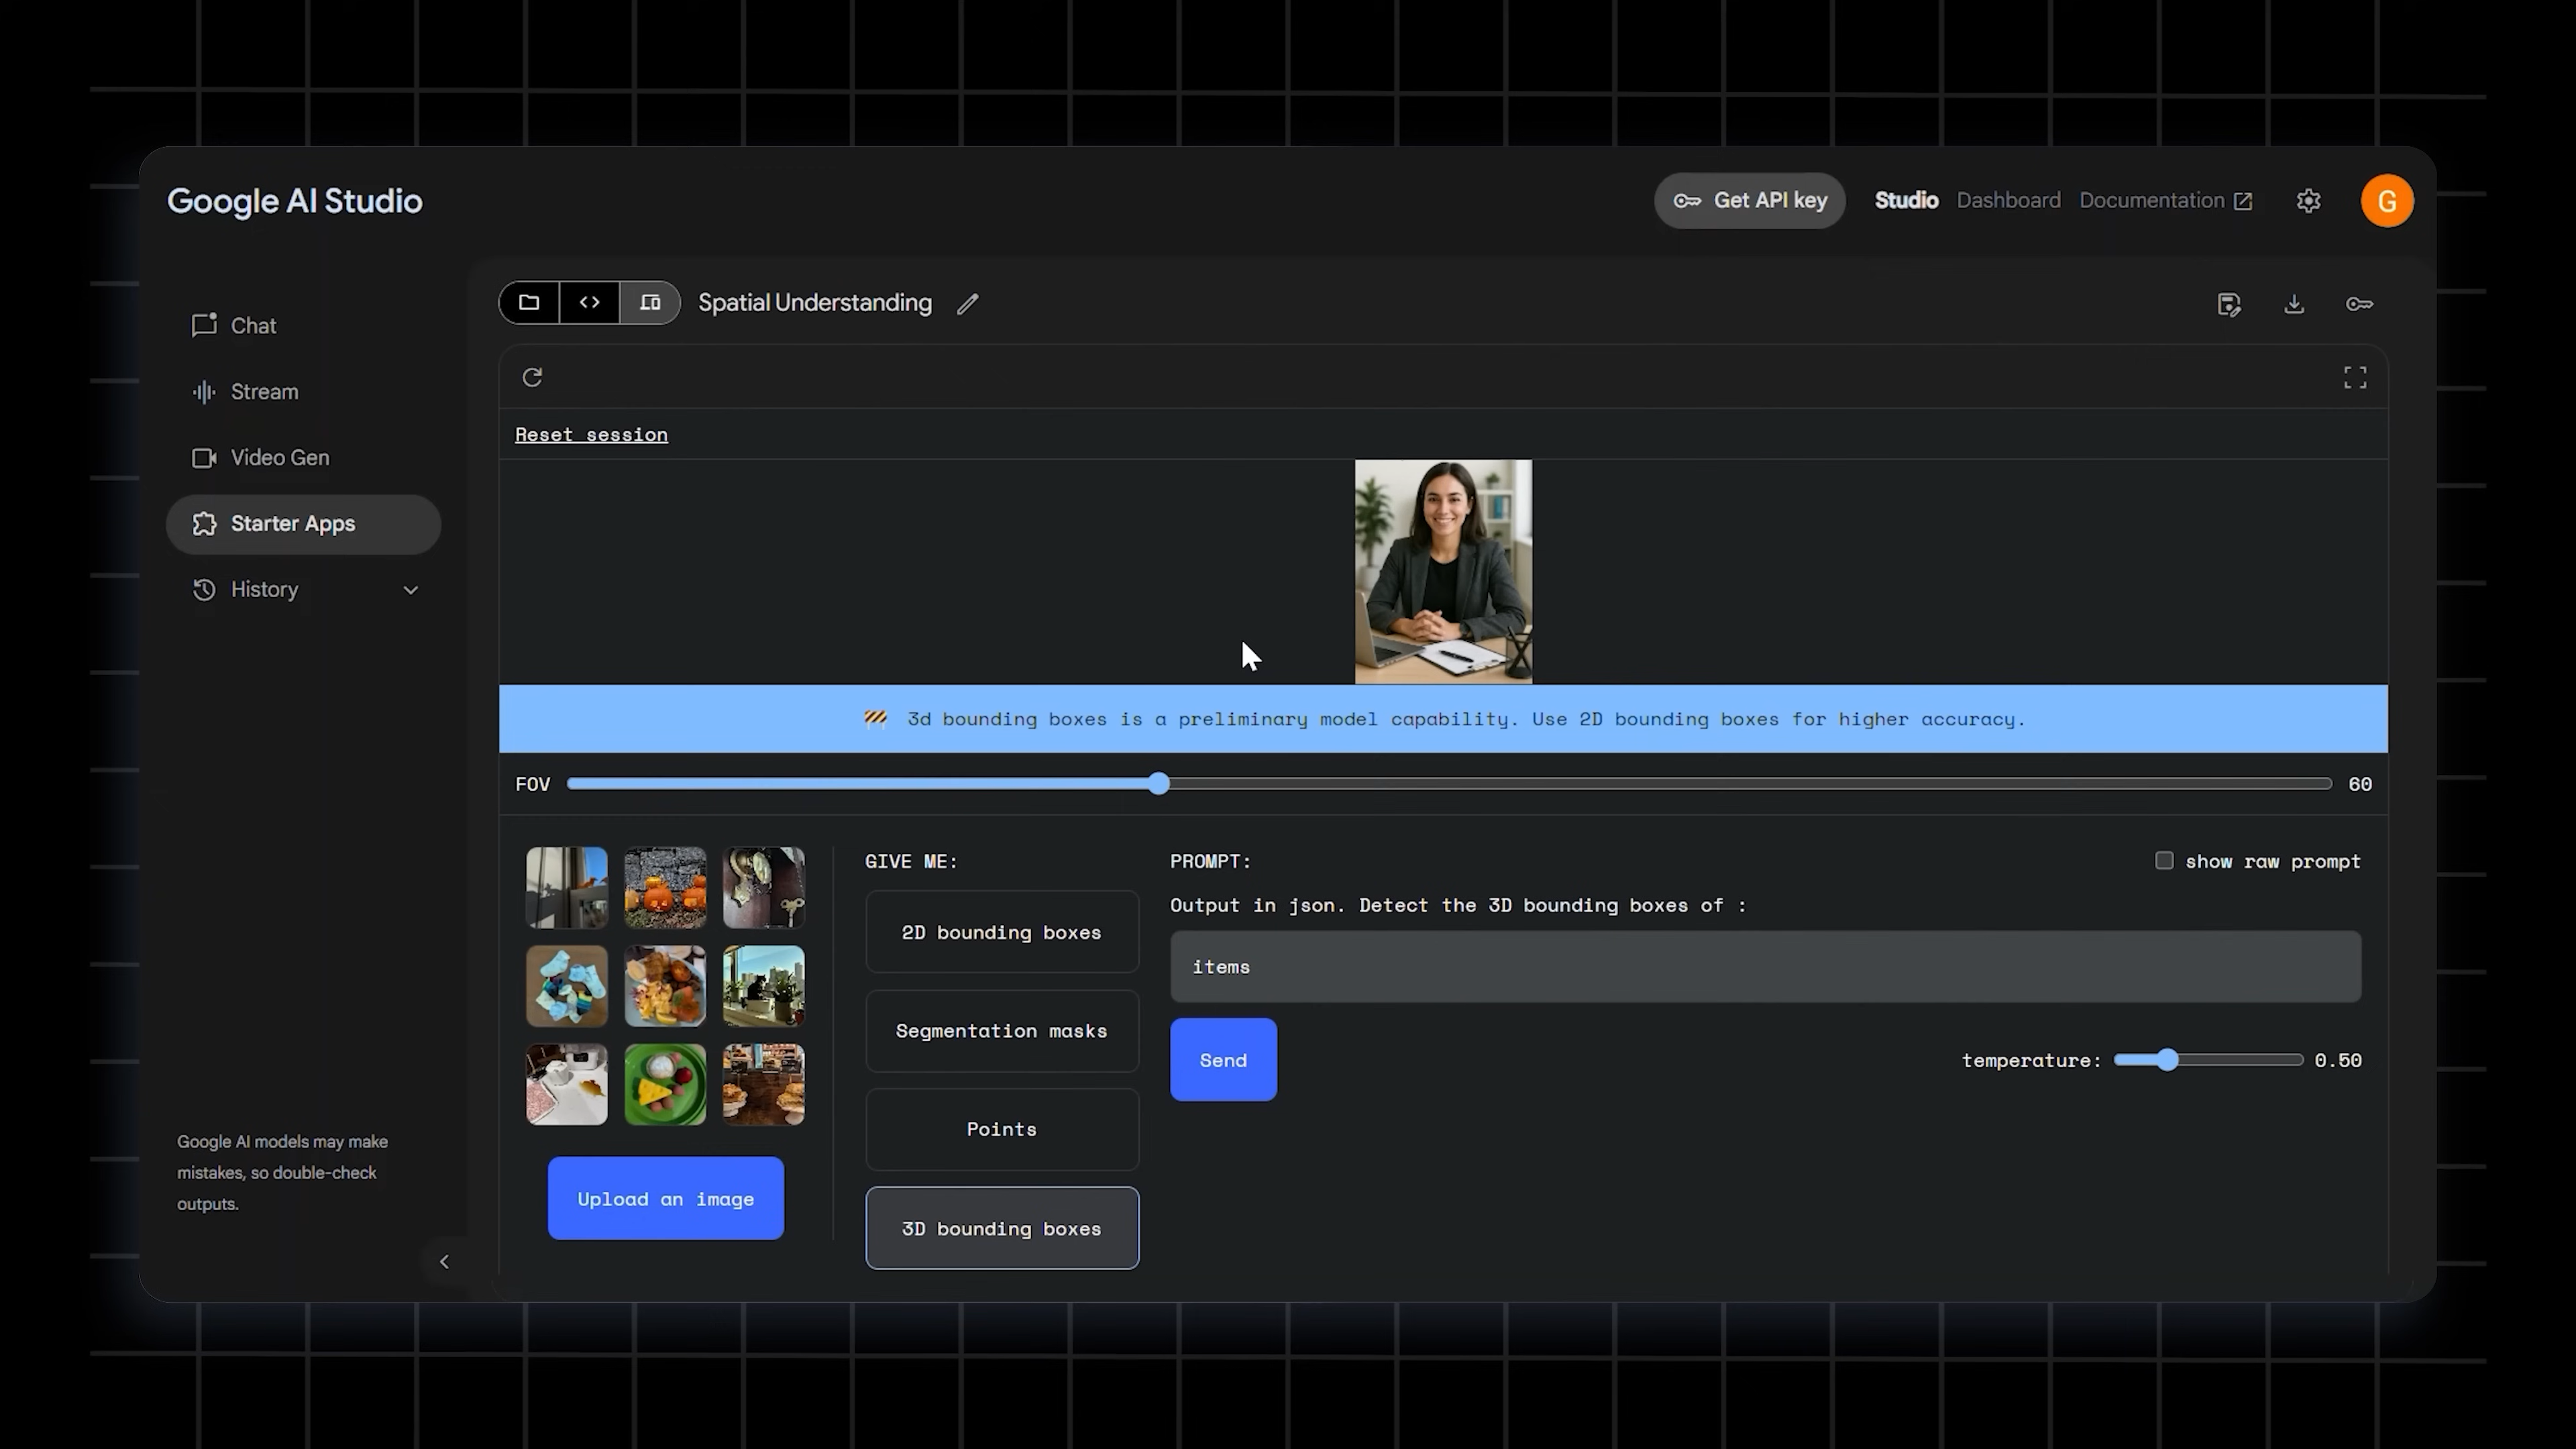 Google AI Studio
Get API key
Studio
Dashboard
Documentation
G
Chat
Stream
Video Gen
Starter Apps
History
Google AI models may make
mistakes, so double-check
outputs.
Spatial Understanding
Reset session
3d bounding boxes is a preliminary model capability. Use 2D bounding boxes for higher accuracy.
FOV
60
Upload an image
GIVE ME:
2D bounding boxes
Segmentation masks
Points
3D bounding boxes
PROMPT:
show raw prompt
Output in json. Detect the 3D bounding boxes of :
items
Send
temperature:
0.50